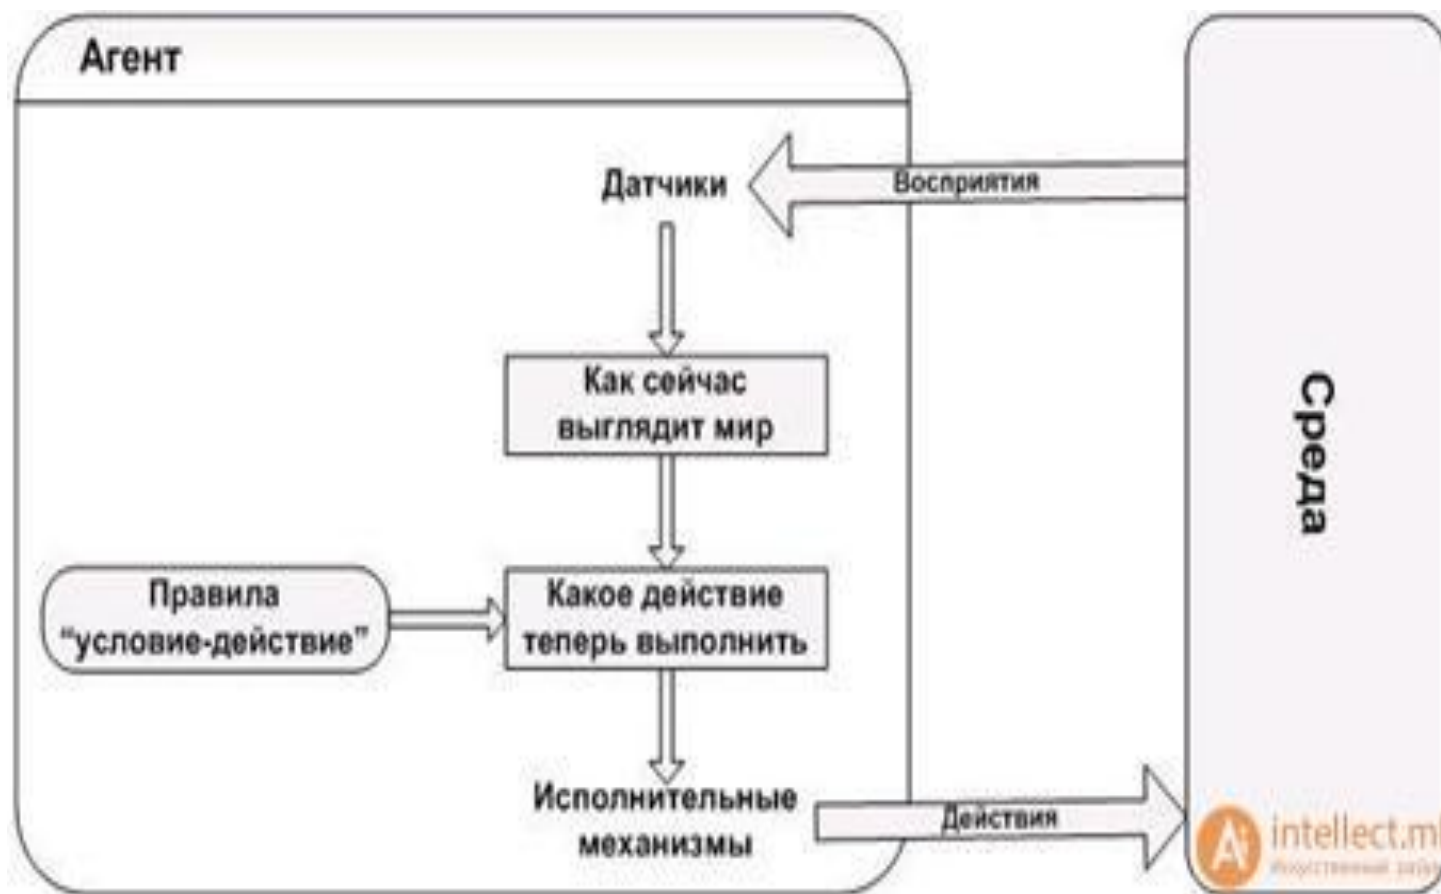 Агент
Датчики
Восприятия
Как сейчас
выглядит мир
Среда
Правила
“условие-действие”
Какое действие
теперь выполнить
Исполнительные
механизмы
Действия
Ai
intellect.ml